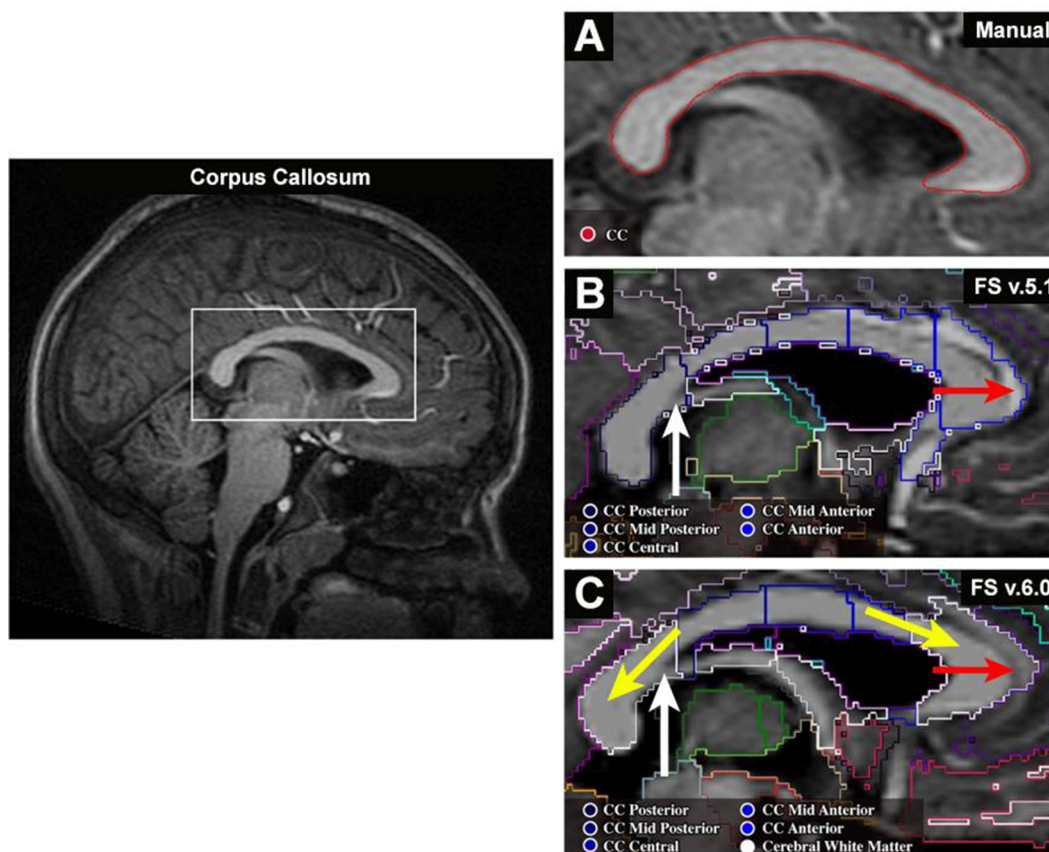 Corpus Callosum
A
Manual
CC
B
FS v.5.1
CC Posterior
CC Mid Anterior
CC Mid Posterior
CC Anterior
CC Central
C
FS v.6.0
CC Posterior
CC Mid Anterior
CC Mid Posterior
CC Anterior
CC Central
Cerebral White Matter